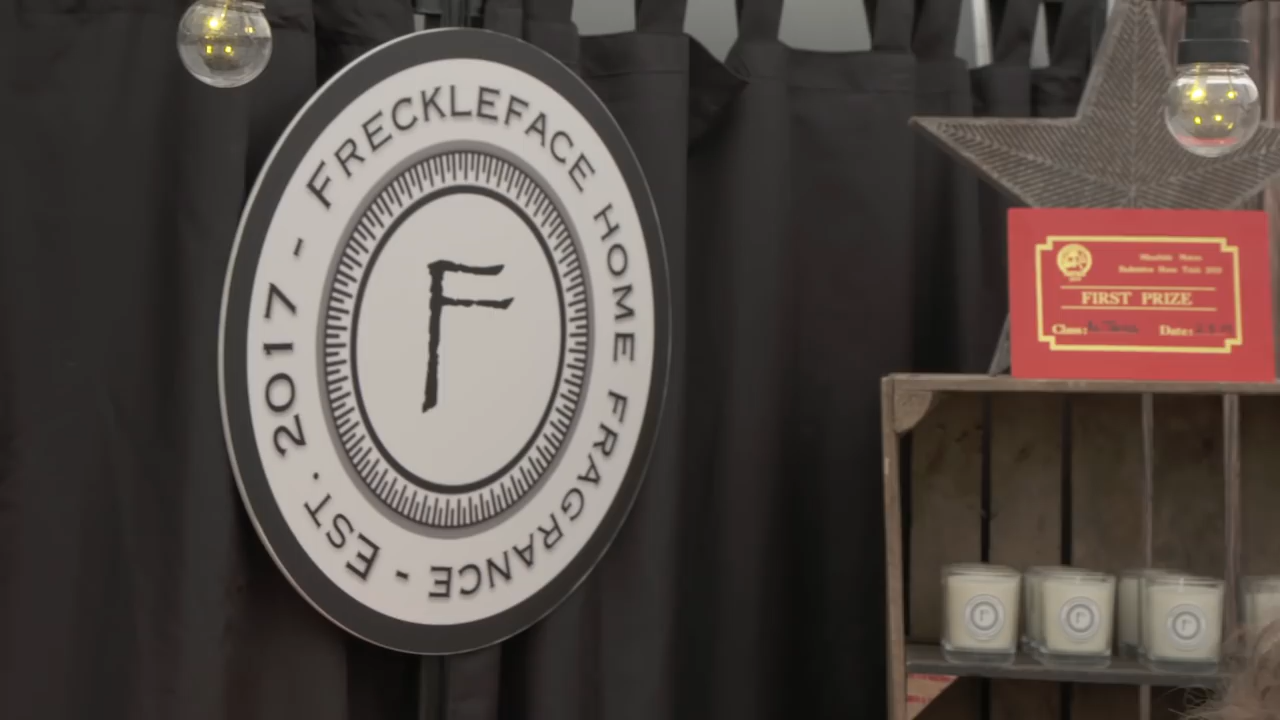 FRECKLEFACE HOME FRAGRANCE - EST. 2017 -
F
FIRST PRIZE
Class:
Date:
F
F
F